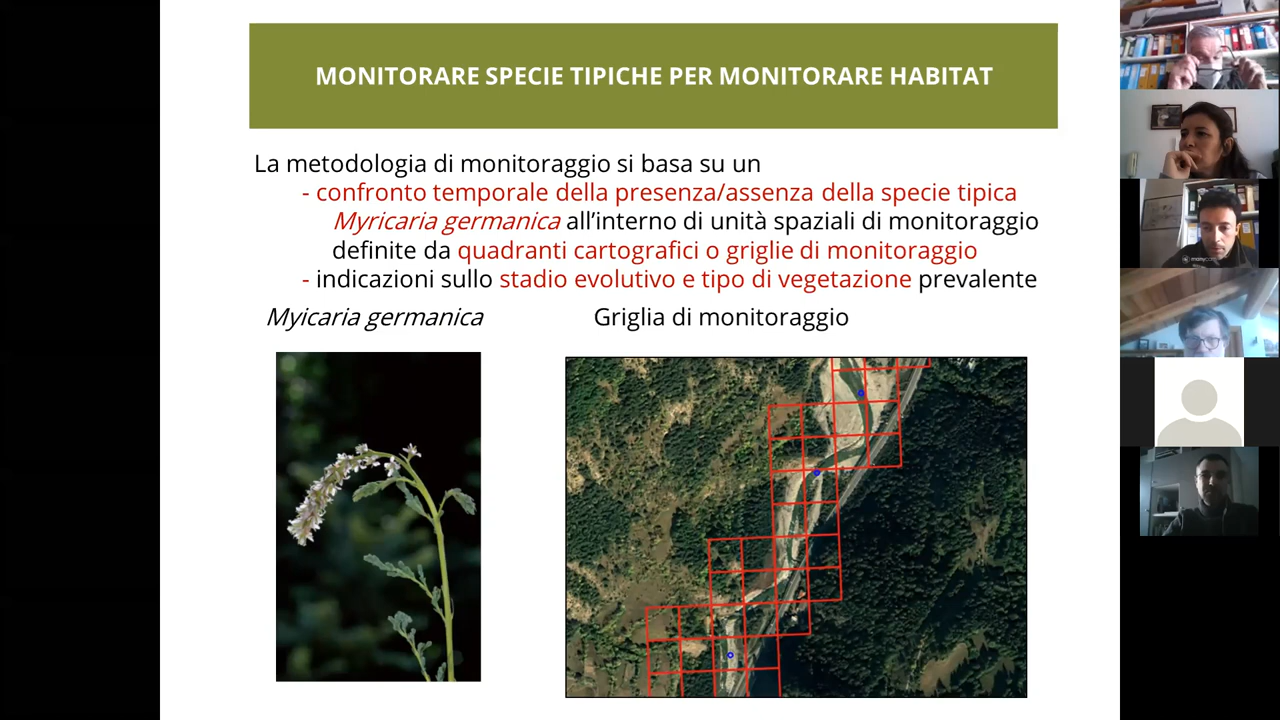 MONITORARE SPECIE TIPICHE PER MONITORARE HABITAT
La metodologia di monitoraggio si basa su un
- confronto temporale della presenza/assenza della specie tipica
Myricaria germanica all’interno di unità spaziali di monitoraggio
definite da quadranti cartografici o griglie di monitoraggio
- indicazioni sullo stadio evolutivo e tipo di vegetazione prevalente
Myicaria germanica
Griglia di monitoraggio